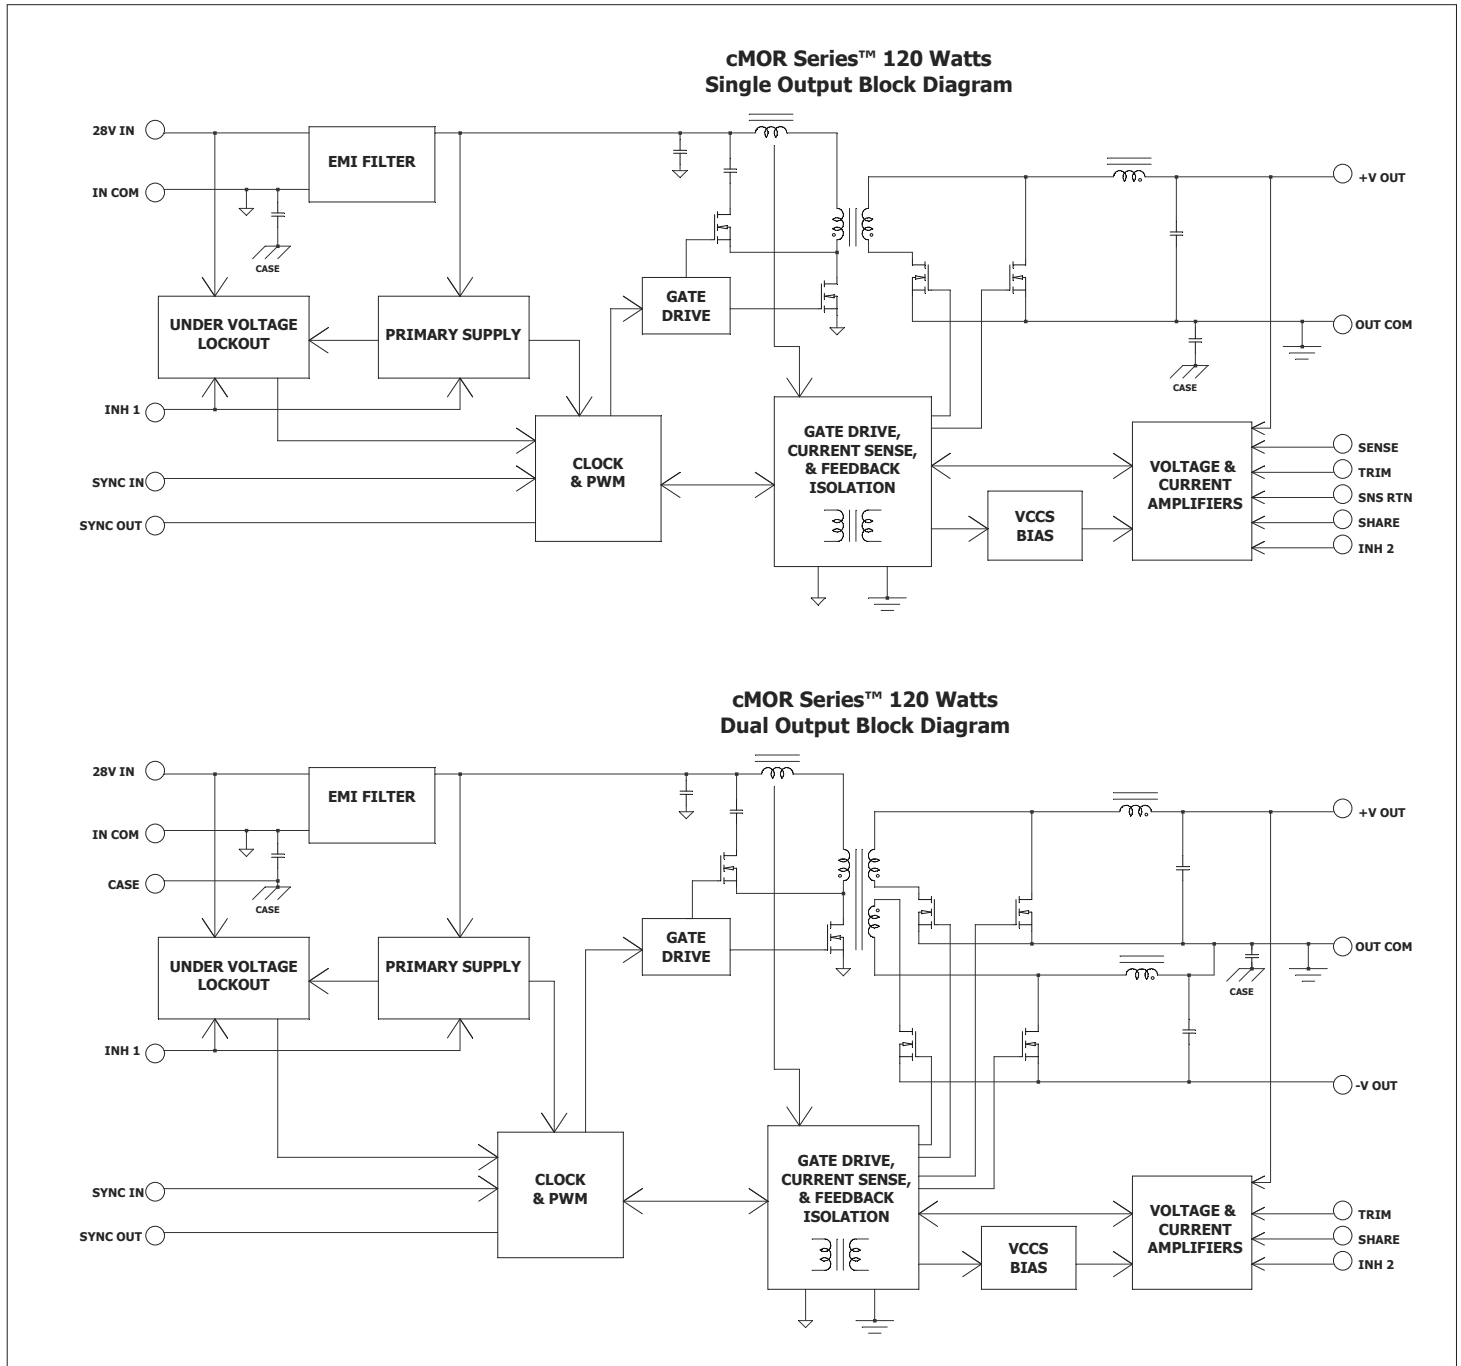 cMOR Series™ 120 Watts
Single Output Block Diagram
28V IN
EMI FILTER
IN COM
CASE
+V OUT
GATE
DRIVE
UNDER VOLTAGE
LOCKOUT
PRIMARY SUPPLY
OUT COM
CASE
INH 1
GATE DRIVE,
CURRENT SENSE,
& FEEDBACK
ISOLATION
CLOCK
& PWM
VOLTAGE &
CURRENT
AMPLIFIERS
SENSE
TRIM
SNS RTN
SHARE
INH 2
SYNC IN
SYNC OUT
VCCS
BIAS
cMOR Series™ 120 Watts
Dual Output Block Diagram
28V IN
EMI FILTER
IN COM
CASE
CASE
+V OUT
GATE
DRIVE
UNDER VOLTAGE
LOCKOUT
PRIMARY SUPPLY
OUT COM
CASE
INH 1
-V OUT
GATE DRIVE,
CURRENT SENSE,
& FEEDBACK
ISOLATION
CLOCK
& PWM
SYNC IN
SYNC OUT
VOLTAGE &
CURRENT
AMPLIFIERS
TRIM
SHARE
INH 2
VCCS
BIAS